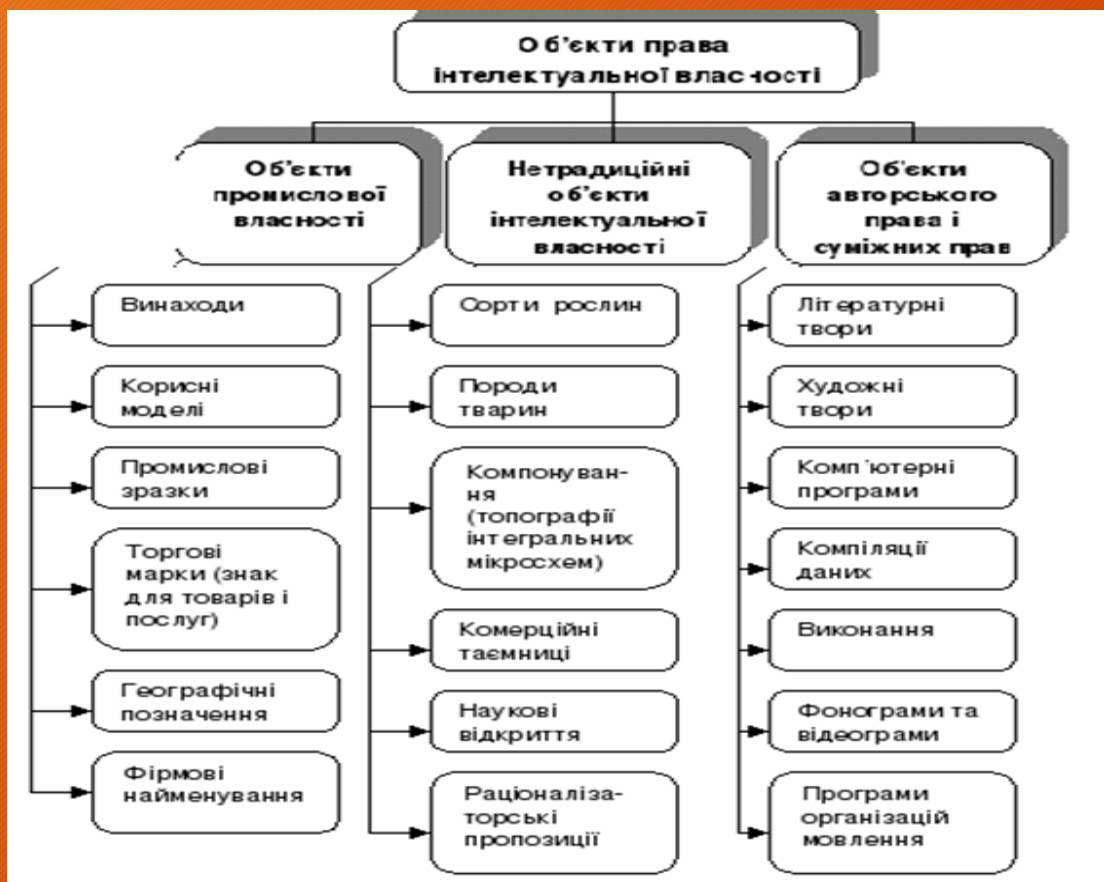 Об'єкти права
інтелектуальної власності
Об'єкти
промислової
власності
Нетрадиційні
об'єкти
інтелектуальної
власності
Об'єкти
авторського
права і
суміжних прав
Винаходи
Корисні
моделі
Промислові
зразки
Торгові
марки (знак
для товарів і
послуг)
Географічні
позначення
Фірмові
найменування
Сорти рослин
Породи
тварин
Компонуван-
ня
(топографії
інтегральних
мікросхем)
Комерційні
таємниці
Наукові
відкриття
Раціоналіза-
торські
пропозиції
Літературні
твори
Художні
твори
Комп'ютерні
програми
Компіляції
даних
Виконання
Фонограми та
відеограми
Програми
організацій
мовлення